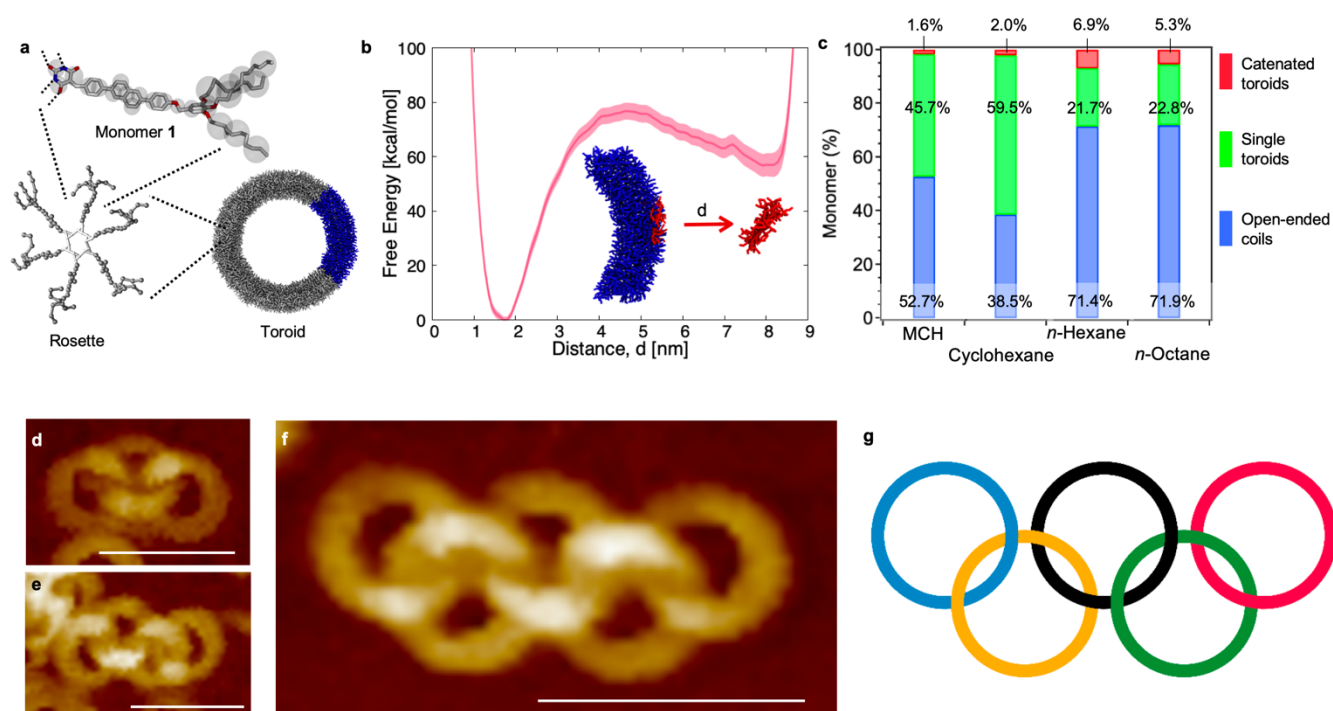 a
Monomer 1
Rosette
Toroid
b
Free Energy [kcal/mol]
100
80
60
40
20
0
d
0 1 2 3 4 5 6 7 8 9
Distance, d [nm]
c
1.6% 2.0% 6.9% 5.3%
Monomer (%)
100
80
60
40
20
0
45.7% 59.5% 21.7% 22.8%
52.7% 38.5% 71.4% 71.9%
MCH
Cyclohexane
n-Hexane
n-Octane
Catenated
toroids
Single
toroids
Open-ended
coils
d
e
f
g